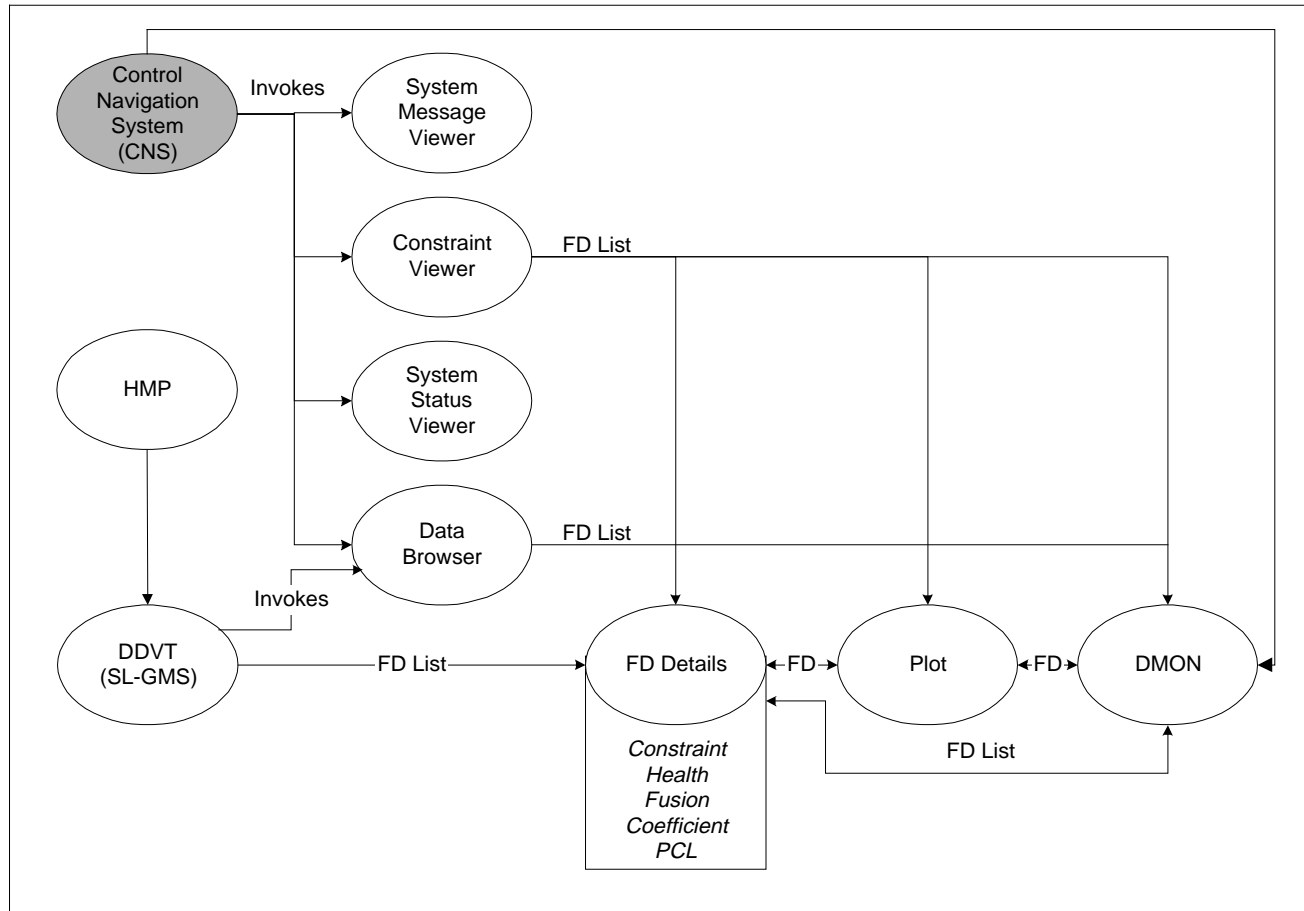 Control
Navigation
System
(CNS)
Invokes
System
Message
Viewer
Constraint
Viewer
FD List
HMP
System
Status
Viewer
Data
Browser
FD List
Invokes
DDVT
(SL-GMS)
FD List
FD Details
FD
Plot
FD
DMON
FD List
Constraint
Health
Fusion
Coefficient
PCL